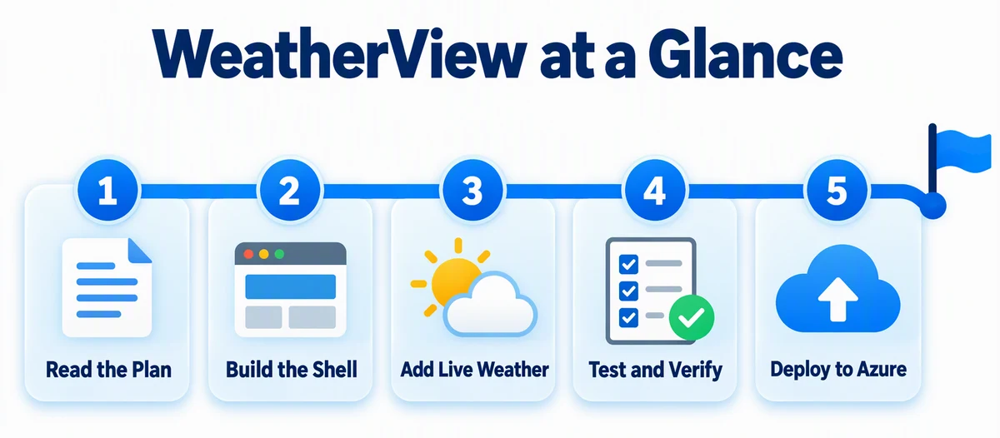 WeatherView at a Glance
1
2
3
4
5
Read the Plan
Build the Shell
Add Live Weather
Test and Verify
Deploy to Azure